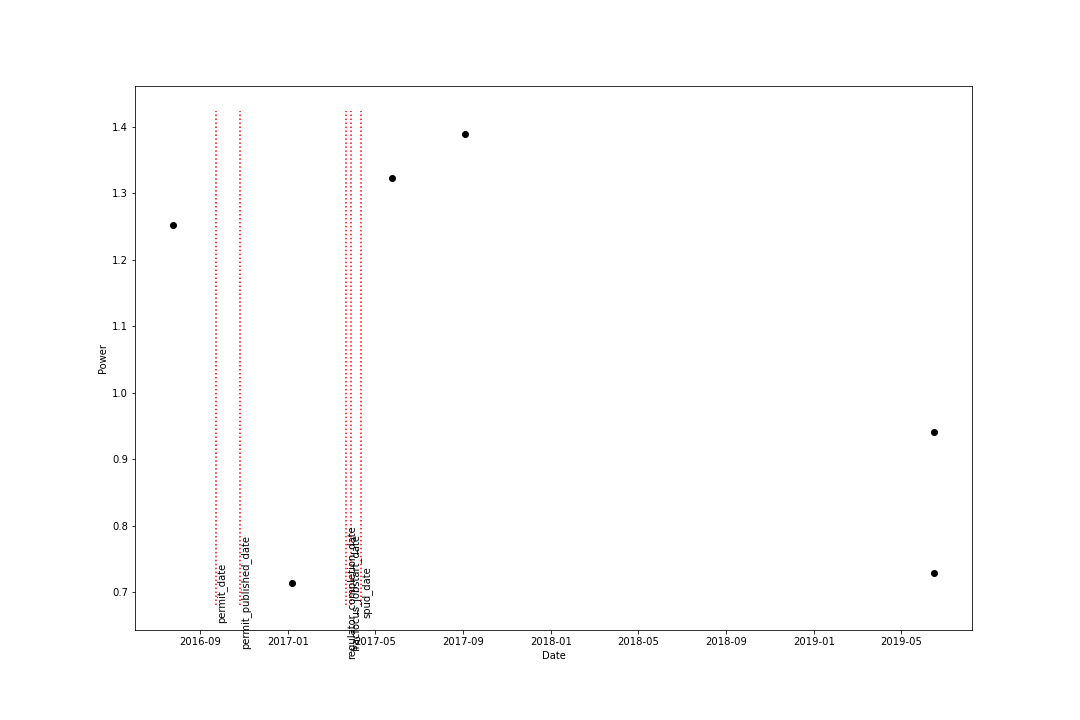 1.4
1.3
1.2
1.1
1.0
0.9
0.8
0.7
Power
permit_date
permit_published_date
regulator_completion_date
spud_date
2016-09
2017-01
2017-05
2017-09
2018-01
2018-05
2018-09
2019-01
2019-05
Date